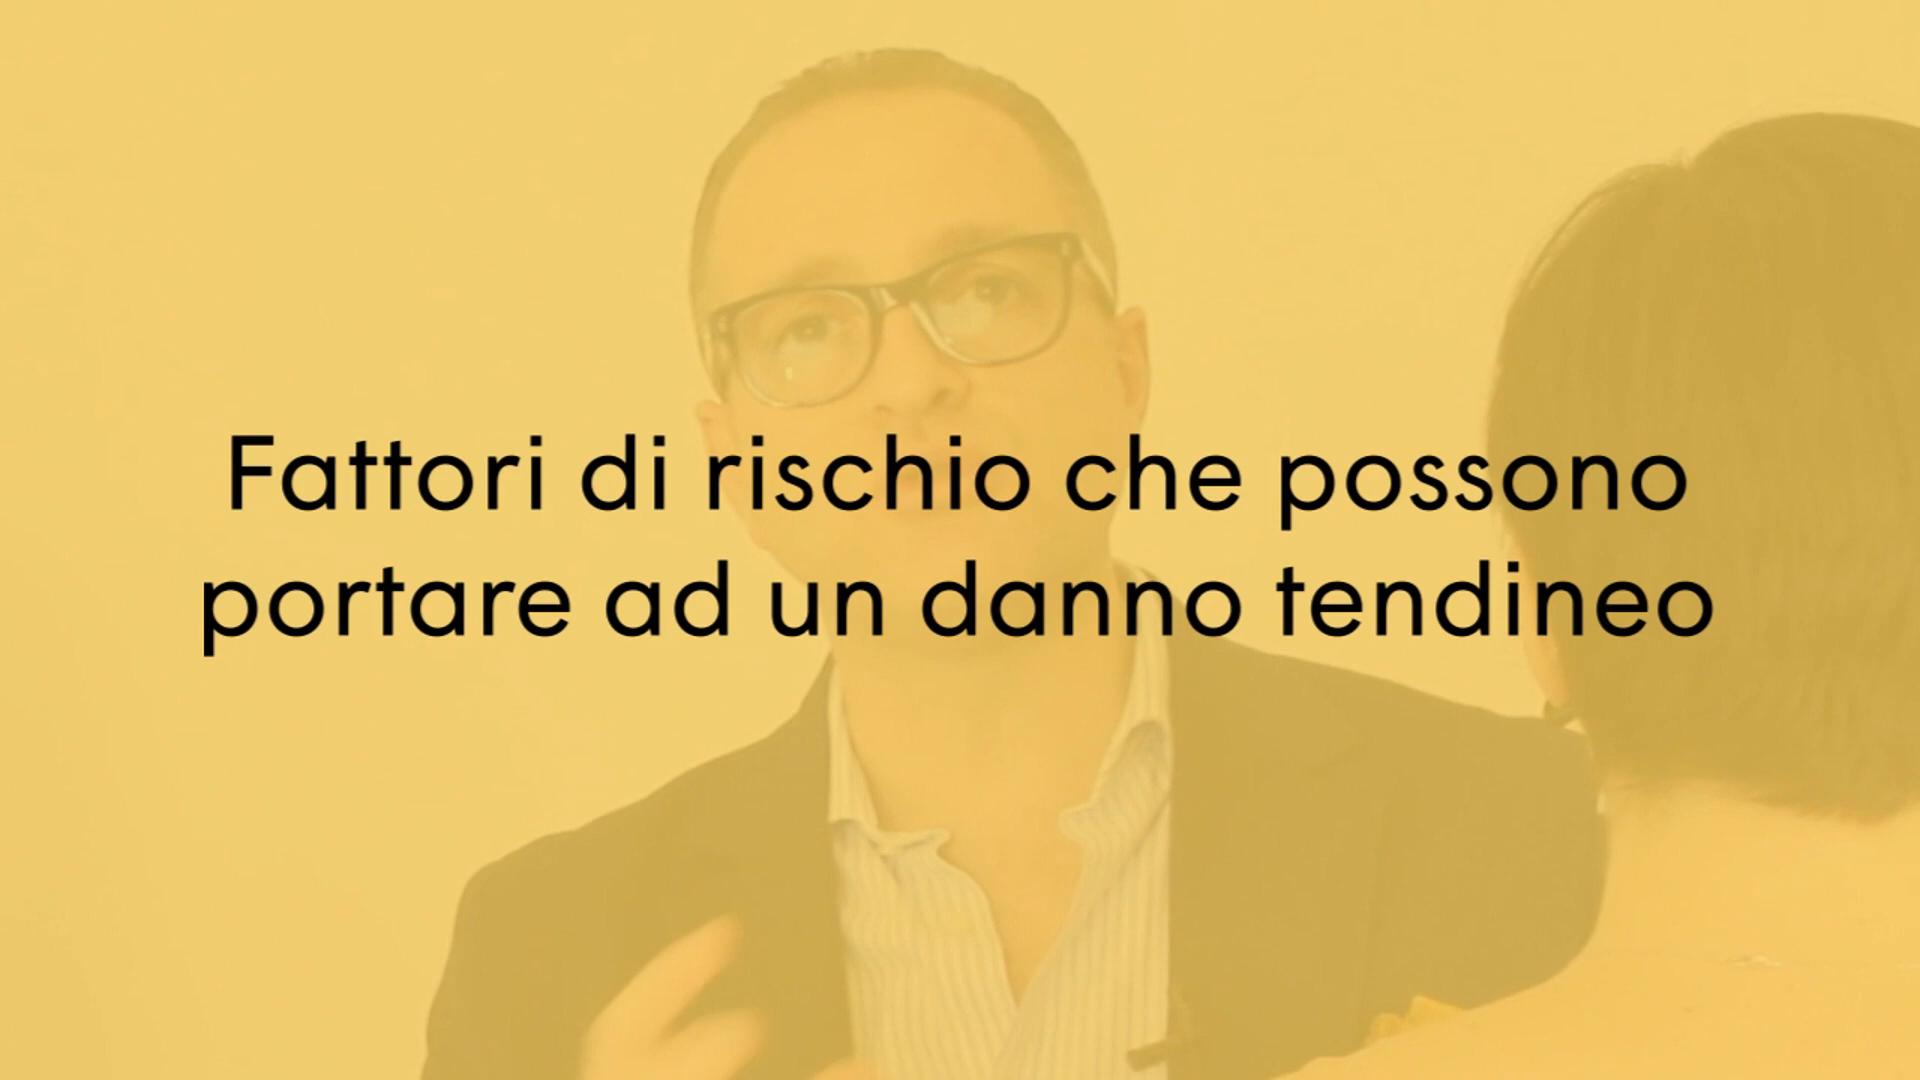 Fattori di rischio che possono
portare ad un danno tendineo